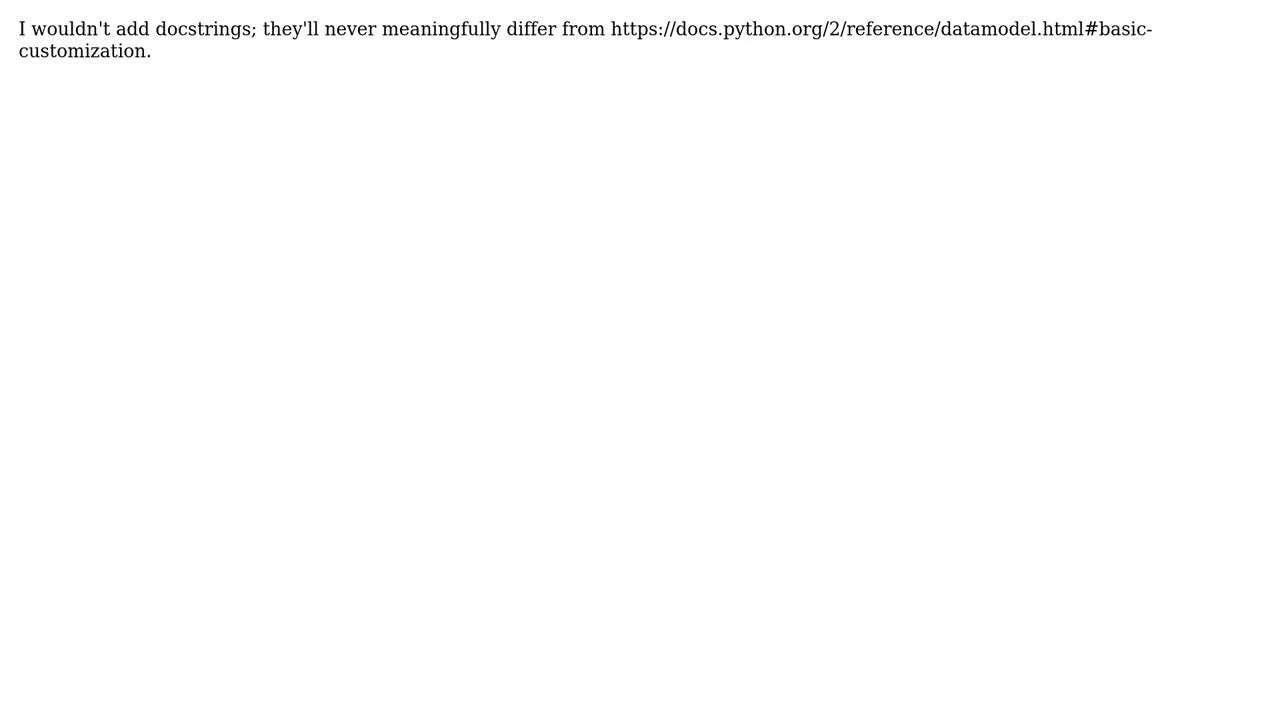 I wouldn't add docstrings; they'll never meaningfully differ from https://docs.python.org/2/reference/datamodel.html#basic-
customization.